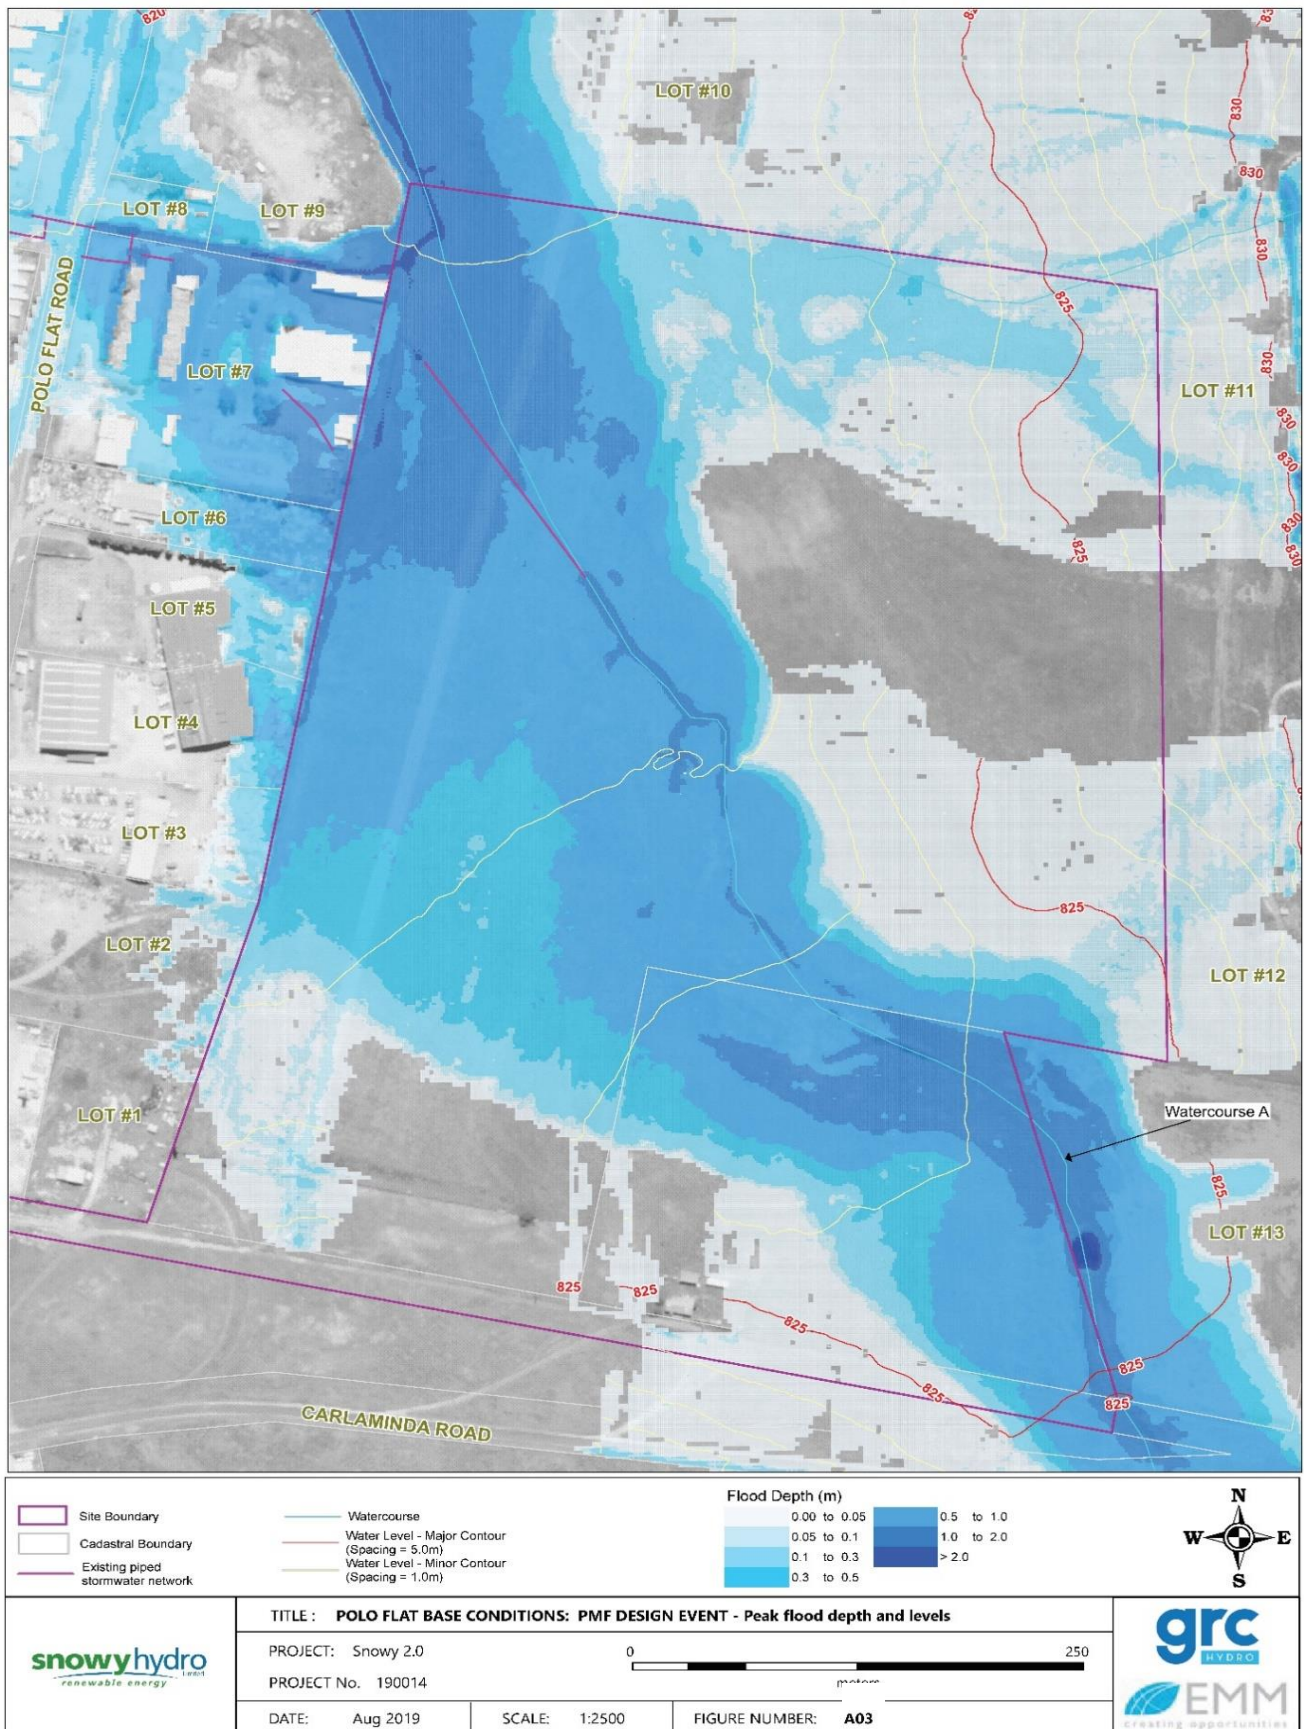 820
82
830
83
LOT #10
830
830
LOT #8
LOT #9
830
POLO FLAT ROAD
825
830
LOT #7
LOT #11
830
830
830
830
LOT #6
825
LOT #5
LOT #4
LOT #3
825
LOT #2
LOT #12
LOT #1
Watercourse A
825
LOT #13
825
825
825
825
825
825
CARLAMINDA ROAD
Site Boundary
Cadastral Boundary
Existing piped
stormwater network
Watercourse
Water Level - Major Contour
(Spacing = 5.0m)
Water Level - Minor Contour
(Spacing = 1.0m)
Flood Depth (m)
0.00 to 0.05
0.05 to 0.1
0.1 to 0.3
0.3 to 0.5
0.5 to 1.0
1.0 to 2.0
> 2.0
N
W E
S
snowyhydro
Limited
renewable energy
TITLE : POLO FLAT BASE CONDITIONS: PMF DESIGN EVENT - Peak flood depth and levels
PROJECT: Snowy 2.0
PROJECT No. 190014
0 250
meters
DATE: Aug 2019 SCALE: 1:2500 FIGURE NUMBER: A03
grc
HYDRO
EMM
creating opportunities